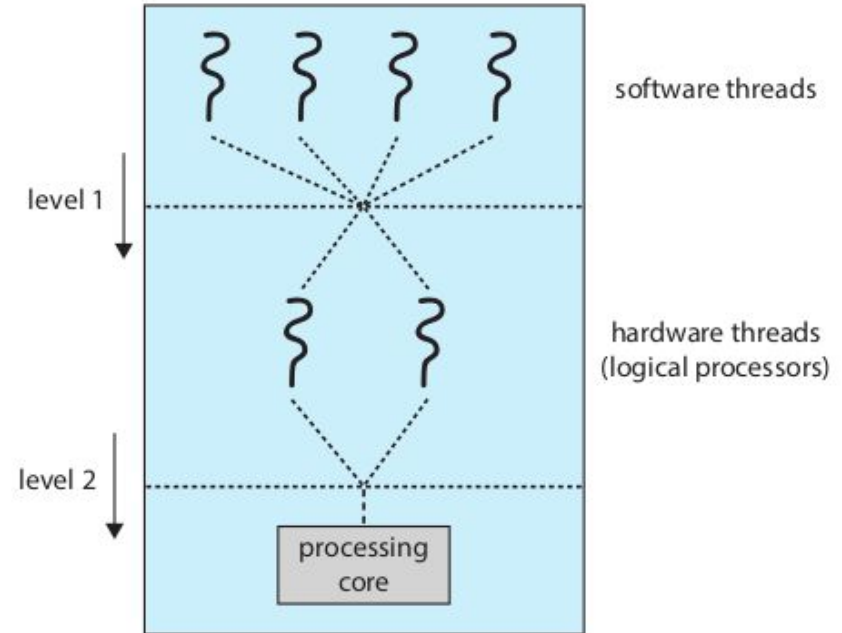 software threads
level 1
hardware threads
(logical processors)
level 2
processing
core